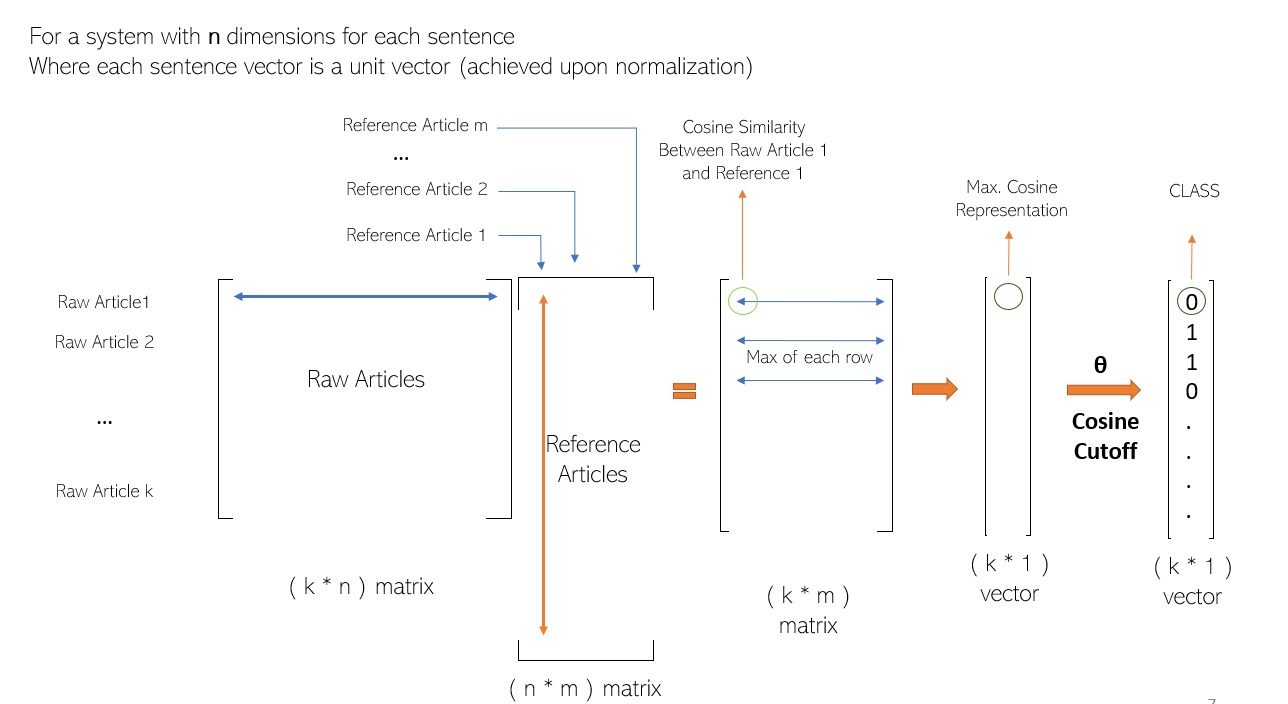 For a system with n dimensions for each sentence
Where each sentence vector is a unit vector (achieved upon normalization)
Reference Article m
...
Reference Article 2
Reference Article 1
Cosine Similarity
Between Raw Article 1
and Reference 1
Max. Cosine
Representation
CLASS
Raw Article1
Raw Article 2
...
Raw Article k
Raw Articles
Reference
Articles
=
Max of each row
θ
Cosine
Cutoff
0
1
1
0
.
.
.
.
( k * n ) matrix
( n * m ) matrix
( k * m )
matrix
( k * 1 )
vector
( k * 1 )
vector